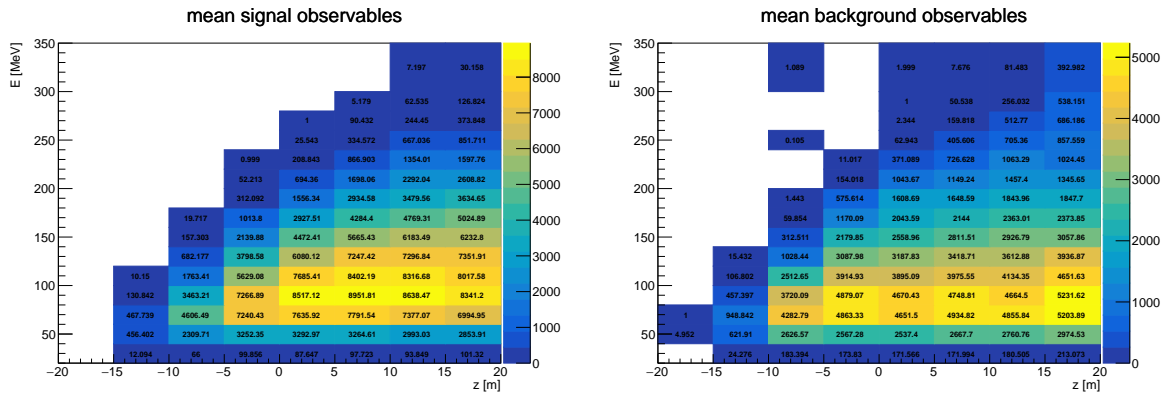 mean signal observables
E [MeV]
350
7.197 30.158
300
5.179 62.535 126.824
1 90.432 244.45 373.848
250
25.543 334.572 667.036 851.711
0.999 208.843 866.903 1354.01 1597.76
52.213 694.36 1698.06 2292.04 2608.82
200
312.092 1556.34 2934.58 3479.56 3634.65
19.717 1013.8 2927.51 4284.4 4769.31 5024.89
150
157.303 2139.88 4472.41 5665.43 6183.49 6232.8
682.177 3798.58 6080.12 7247.42 7296.84 7351.91
10.15 1763.41 5629.08 7685.41 8402.19 8316.68 8017.58
100
130.842 3463.21 7266.89 8517.12 8951.81 8638.47 8341.2
467.739 4606.49 7240.43 7635.92 7791.54 7377.07 6994.95
50
456.402 2309.71 3252.35 3292.97 3264.61 2993.03 2853.91
12.094 66 99.856 87.647 97.723 93.849 101.32
−20 −15 −10 −5 0 5 10 15 20
z [m]
8000
7000
6000
5000
4000
3000
2000
1000
0
mean background observables
E [MeV]
350
1.089 1.999 7.676 81.483 392.982
300
1 50.538 256.032 538.151
2.344 159.818 512.77 686.186
250
0.105 62.943 405.606 705.36 857.559
11.017 371.089 726.628 1063.29 1024.45
154.018 1043.67 1149.24 1457.4 1345.65
200
1.443 575.614 1608.69 1648.59 1843.96 1847.7
59.854 1170.09 2043.59 2144 2363.01 2373.85
150
312.511 2179.85 2558.96 2811.51 2926.79 3057.86
15.432 1028.44 3087.98 3187.83 3418.71 3612.88 3936.87
106.802 2512.65 3914.93 3895.09 3975.55 4134.35 4651.63
100
457.397 3720.09 4879.07 4670.43 4748.81 4664.5 5231.62
1 948.842 4282.79 4863.33 4651.5 4934.82 4855.84 5203.89
50
4.952 621.91 2626.57 2567.28 2537.4 2667.7 2760.76 2974.53
24.276 183.394 173.83 171.566 171.994 180.505 213.073
−20 −15 −10 −5 0 5 10 15 20
z [m]
5000
4000
3000
2000
1000
0